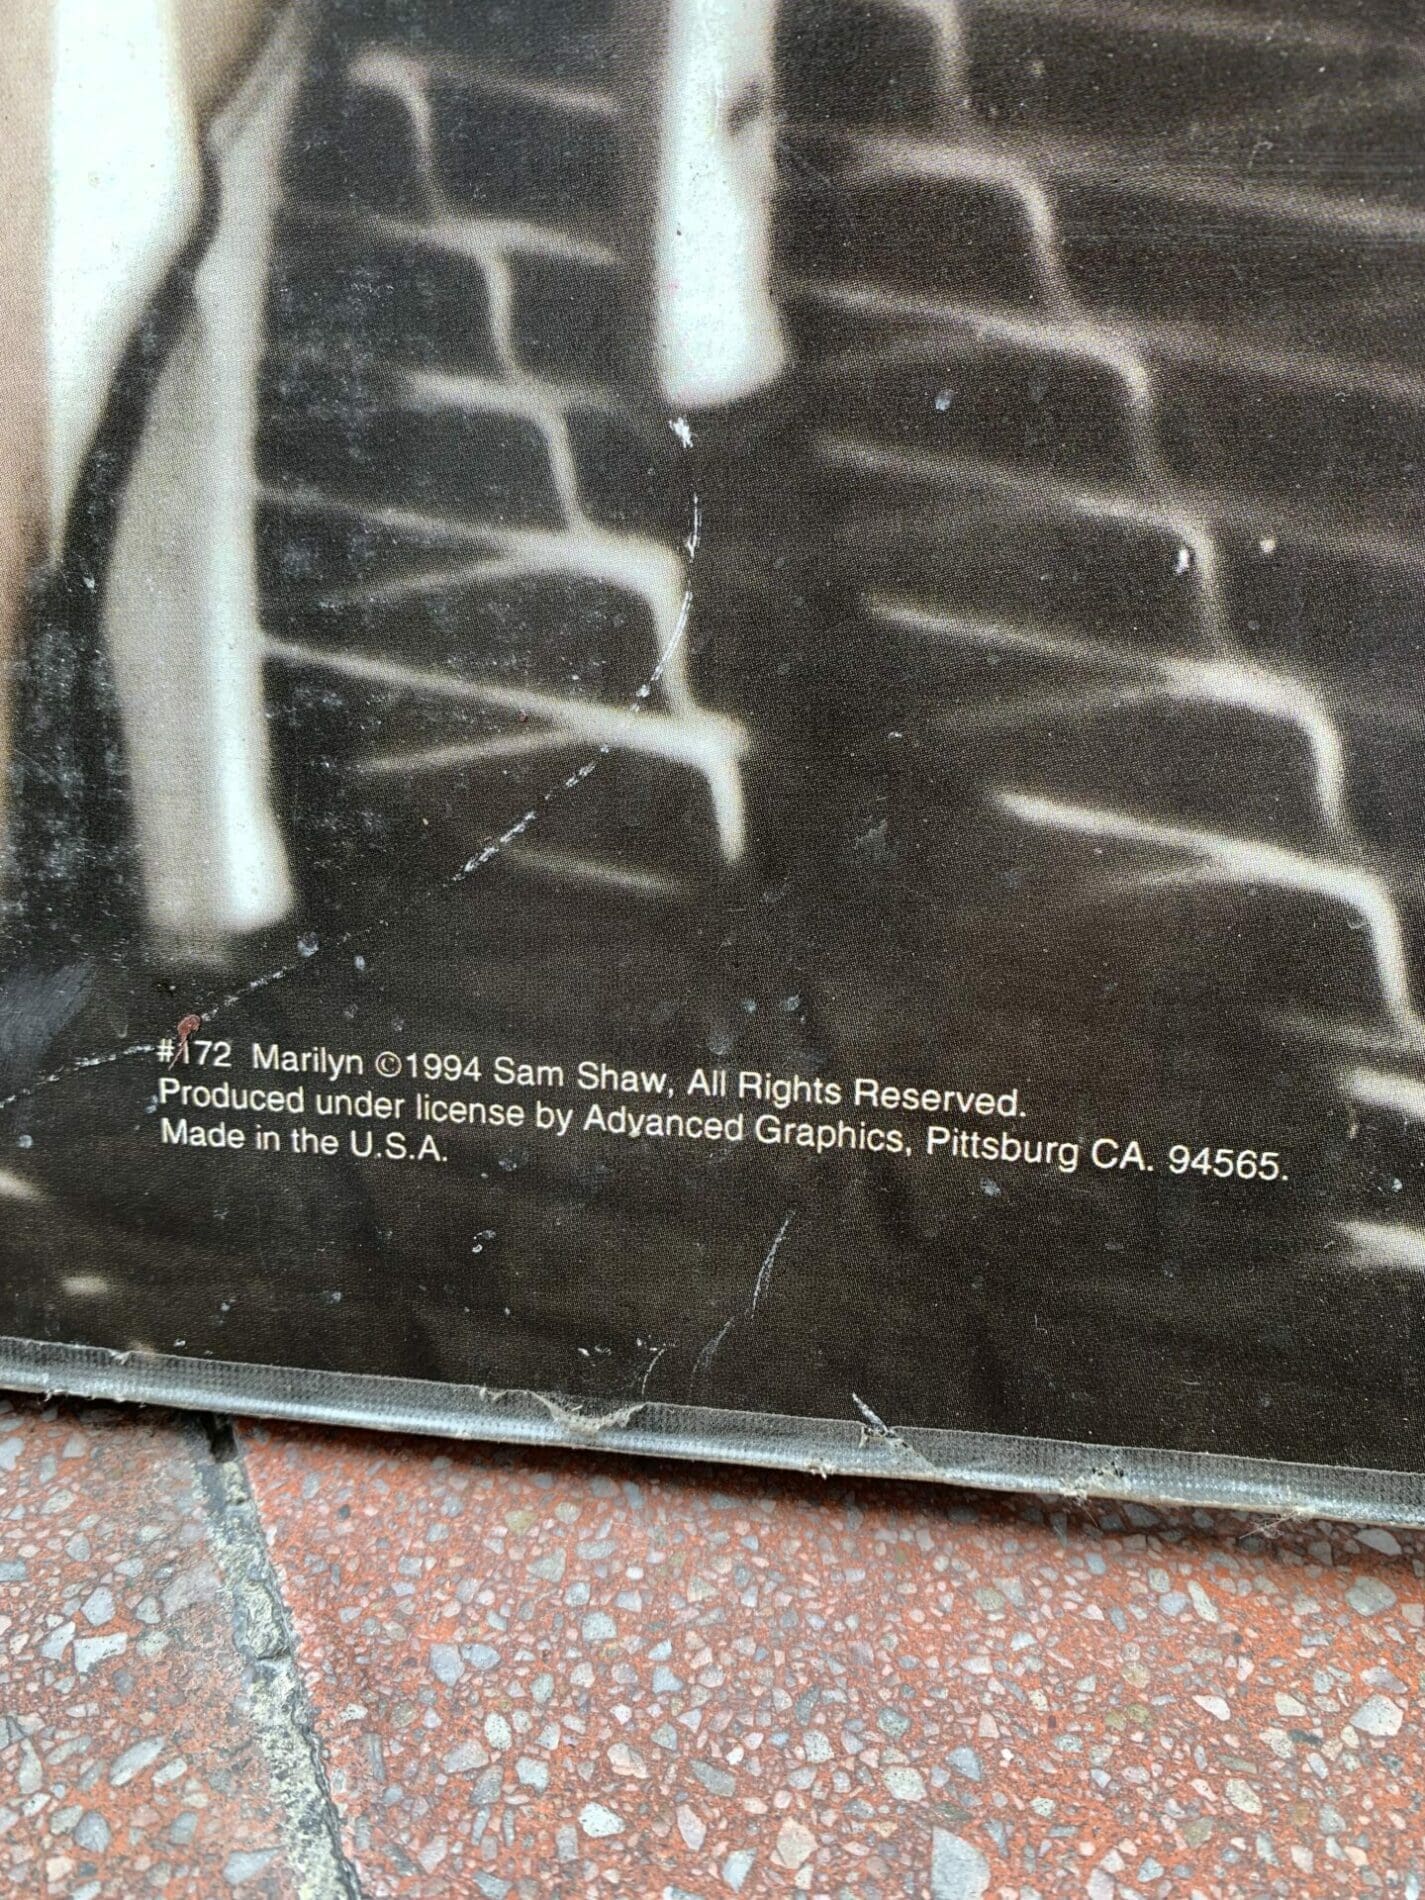 #172 Marilyn ©1994 Sam Shaw, All Rights Reserved.
Produced under license by Advanced Graphics, Pittsburg CA. 94565.
Made in the U.S.A.